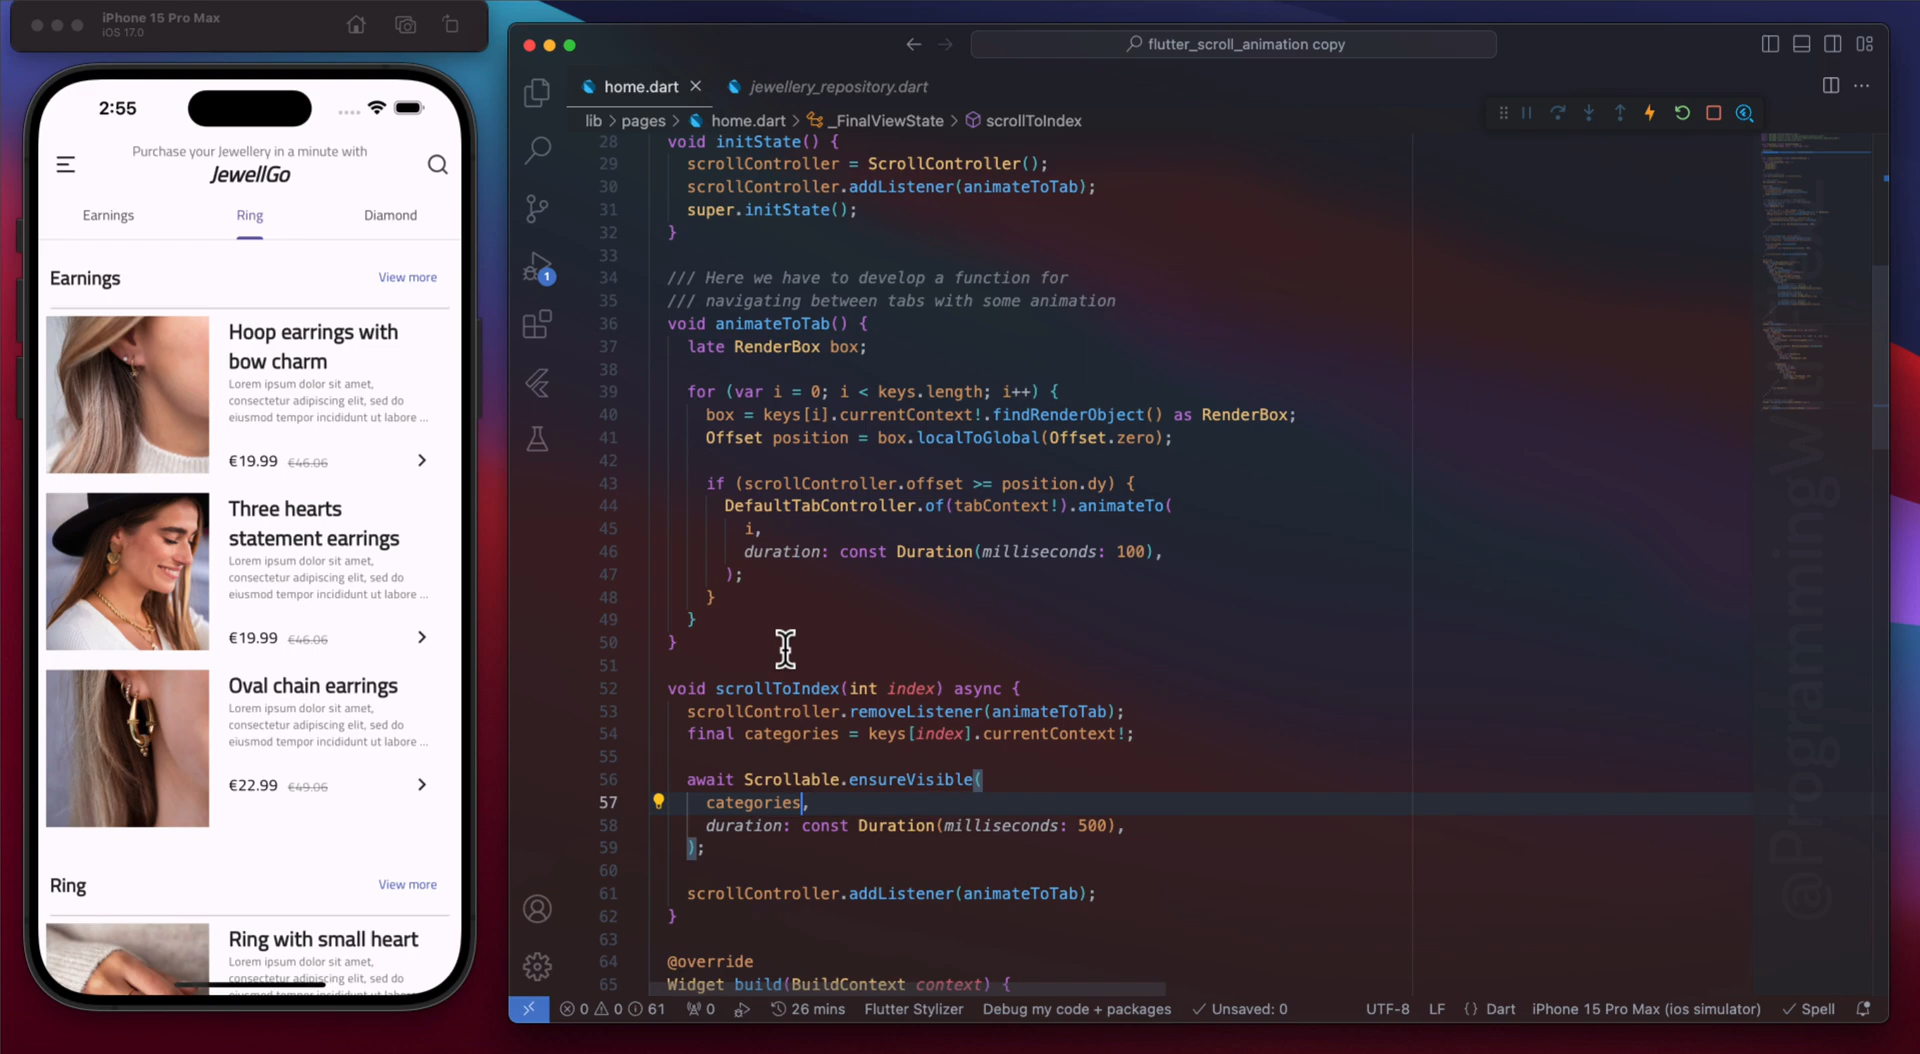 iPhone 15 Pro Max
iOS 17.0
2:55
Purchase your Jewellery in a minute with
JewellGo
Earnings
Ring
Diamond
Earnings
View more
Hoop earrings with
bow charm
Lorem ipsum dolor sit amet,
consectetur adipiscing elit, sed do
eiusmod tempor incididunt ut labore ...
€19.99 €46.06
Three hearts
statement earrings
Lorem ipsum dolor sit amet,
consectetur adipiscing elit, sed do
eiusmod tempor incididunt ut labore ...
€19.99 €46.06
Oval chain earrings
Lorem ipsum dolor sit amet,
consectetur adipiscing elit, sed do
eiusmod tempor incididunt ut labore ...
€22.99 €49.06
Ring
View more
Ring with small heart
Lorem ipsum dolor sit amet,
consectetur adipiscing elit, sed do
eiusmod tempor incididunt ut labore
flutter_scroll_animation copy
home.dart
jewellery_repository.dart
lib > pages > home.dart > _FinalViewState > scrollToIndex
1
28 void initState() {
29 scrollController = ScrollController();
30 scrollController.addListener(animateToTab);
31 super.initState();
32 }
33
34 /// Here we have to develop a function for
35 /// navigating between tabs with some animation
36 void animateToTab() {
37 late RenderBox box;
38
39 for (var i = 0; i < keys.length; i++) {
40 box = keys[i].currentContext!.findRenderObject() as RenderBox;
41 Offset position = box.localToGlobal(Offset.zero);
42
43 if (scrollController.offset >= position.dy) {
44 DefaultTabController.of(tabContext!).animateTo(
45 i,
46 duration: const Duration(milliseconds: 100),
47 );
48 }
49 }
50 }
51
52 void scrollToIndex(int index) async {
53 scrollController.removeListener(animateToTab);
54 final categories = keys[index].currentContext!;
55
56 await Scrollable.ensureVisible(
57 categories,
58 duration: const Duration(milliseconds: 500),
59 );
60
61 scrollController.addListener(animateToTab);
62 }
63
64 @override
65 Widget build(BuildContext context) {
0 0 61 0 26 mins Flutter Stylizer Debug my code + packages Unsaved: 0 UTF-8 LF {} Dart iPhone 15 Pro Max (ios simulator) Spell